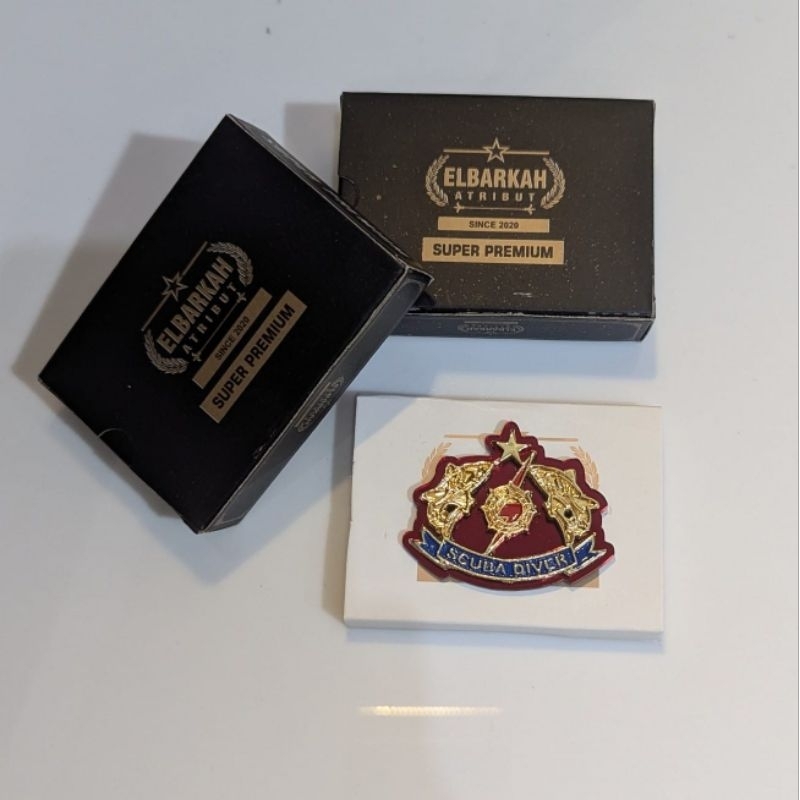 ELBARKAH
ATRIBUT
SINCE 2020
SUPER PREMIUM
ELBARKAH
ATRIBUT
SINCE 2020
SUPER PREMIUM
SCUBA DIVER